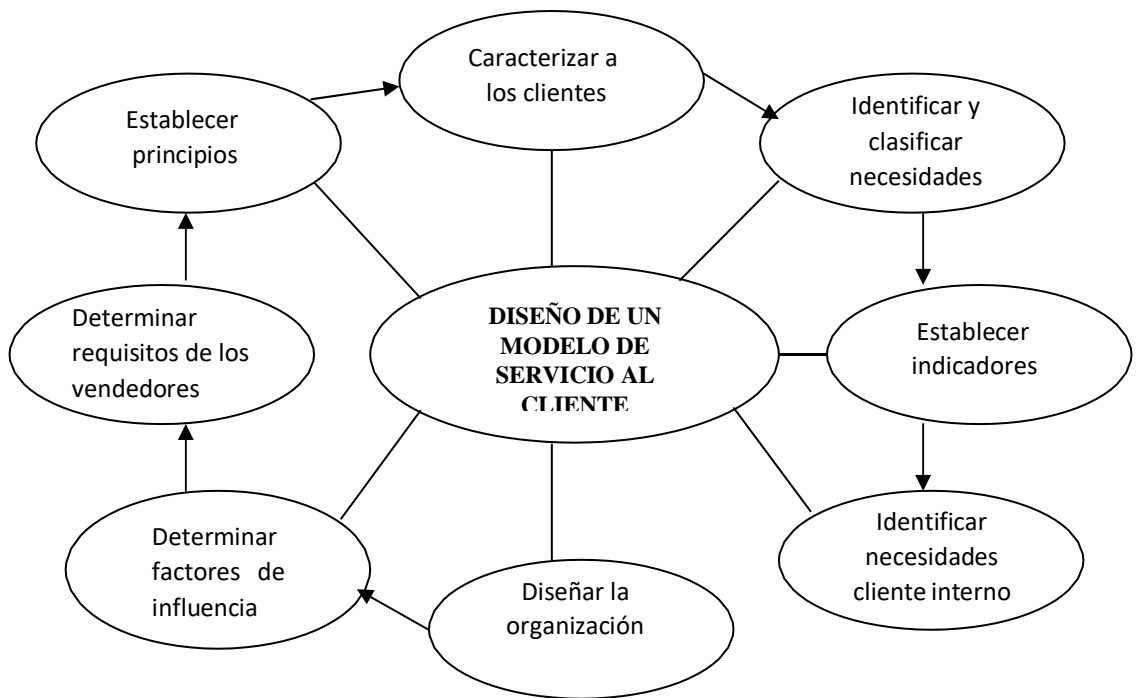 Caracterizar a
los clientes
Identificar y
clasificar
necesidades
Establecer
indicadores
Identificar
necesidades
cliente interno
Diseñar la
organización
Determinar
factores de
influencia
Determinar
requisitos de los
vendedores
Establecer
principios
DISEÑO DE UN
MODELO DE
SERVICIO AL
CLIENTE